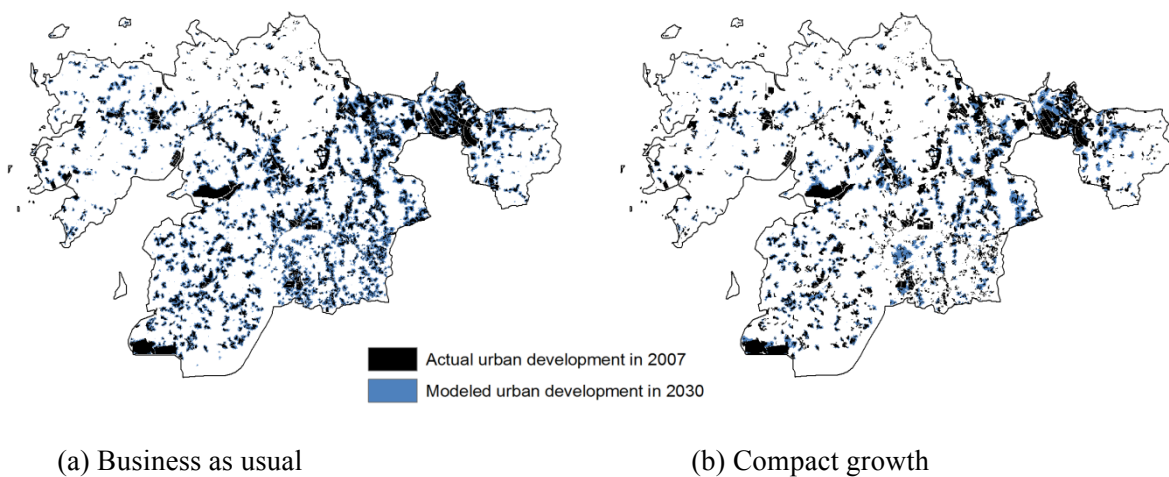 Actual urban development in 2007
Modeled urban development in 2030
(a) Business as usual
(b) Compact growth